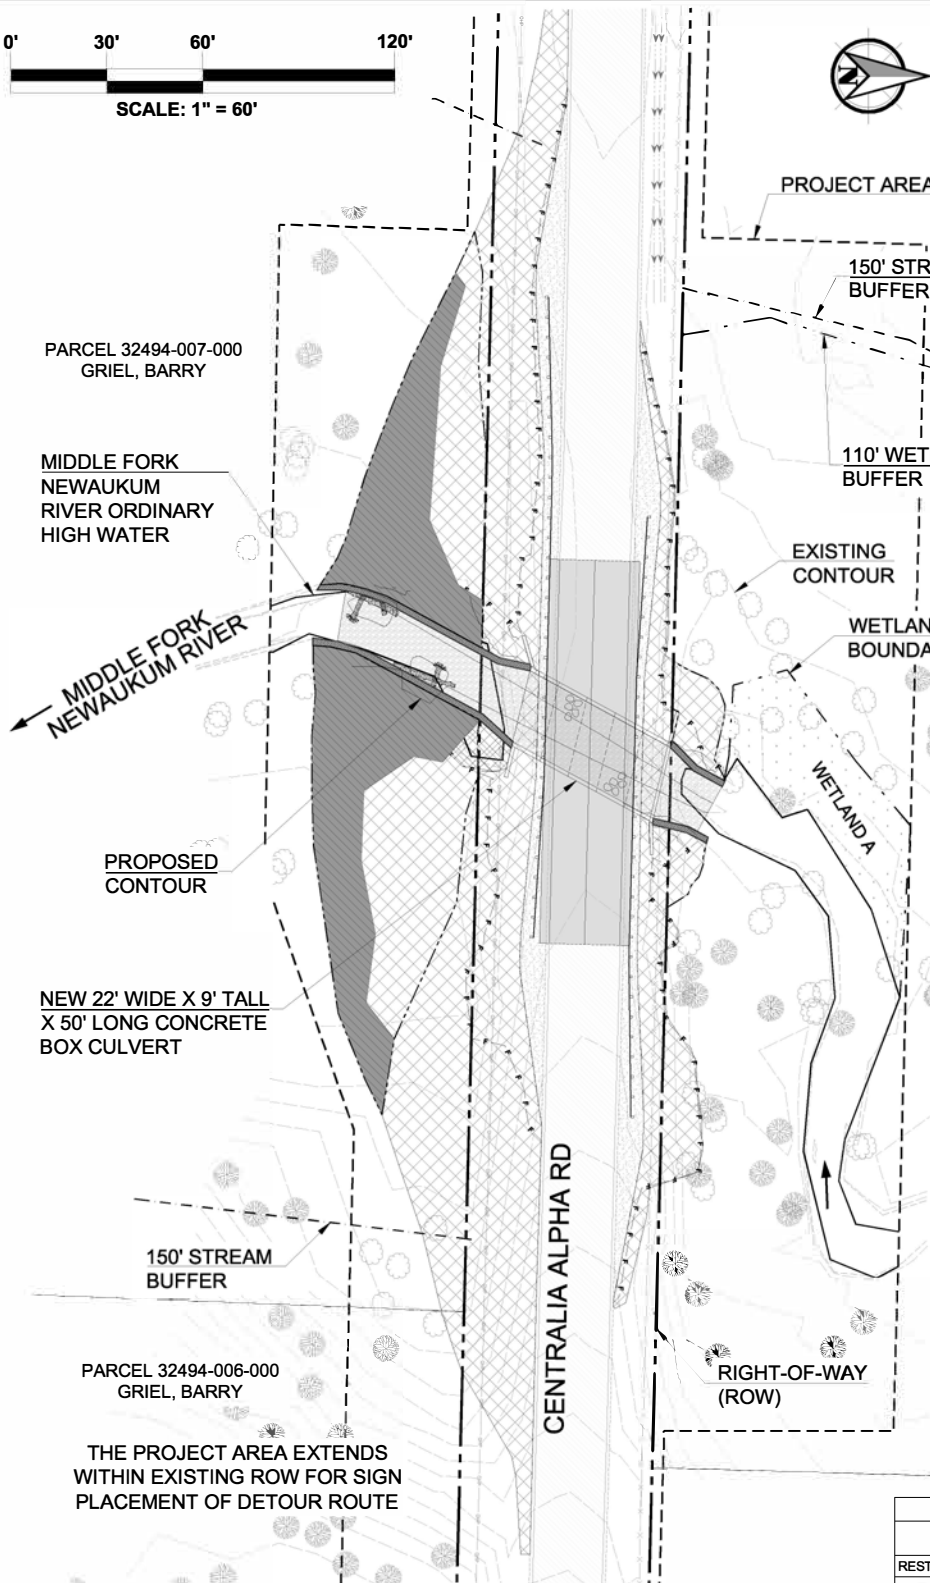 0' 30' 60' 120'
SCALE: 1" = 60'
N
PROJECT AREA
150' STR
BUFFER
PARCEL 32494-007-000
GRIEL, BARRY
MIDDLE FORK
NEWAUKUM
RIVER ORDINARY
HIGH WATER
110' WET
BUFFER
EXISTING
CONTOUR
WETLAN
BOUNDA
MIDDLE FORK
NEWAUKUM RIVER
WETLAND A
PROPOSED
CONTOUR
NEW 22' WIDE X 9' TALL
X 50' LONG CONCRETE
BOX CULVERT
CENTRALIA ALPHA RD
150' STREAM
BUFFER
PARCEL 32494-006-000
GRIEL, BARRY
RIGHT-OF-WAY
(ROW)
THE PROJECT AREA EXTENDS
WITHIN EXISTING ROW FOR SIGN
PLACEMENT OF DETOUR ROUTE
REST